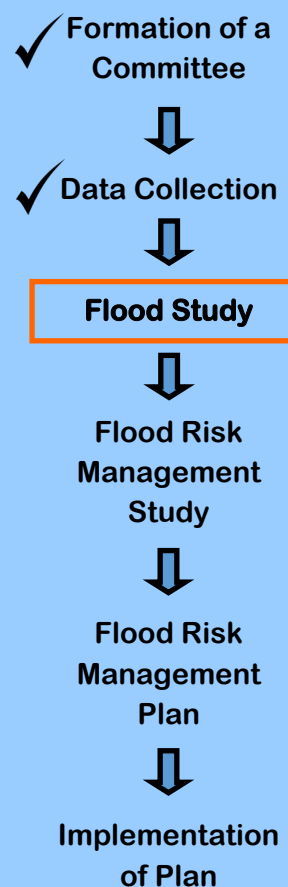 Formation of a
Committee
Data Collection
Flood Study
Flood Risk
Management
Study
Flood Risk
Management
Plan
Implementation
of Plan